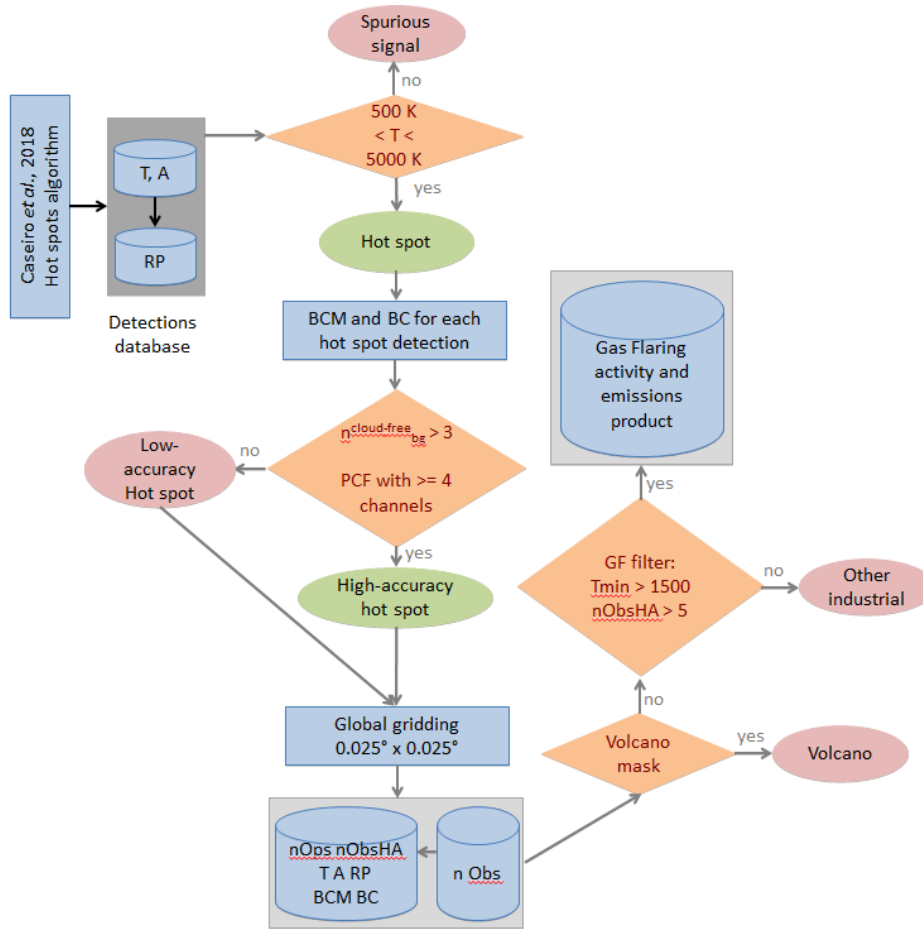 Spurious
signal
no
500 K
< T <
5000 K
yes
Caseiro et al., 2018
Hot spots algorithm
T, A
RP
Detections
database
Hot spot
BCM and BC for each
hot spot detection
n^cloud-free_bg > 3
PCF with >= 4
channels
no
Low-
accuracy
Hot spot
yes
High-accuracy
hot spot
Global gridding
0.025° x 0.025°
nOps nObsHA
T A RP
BCM BC
n Obs
Volcano
mask
yes
Volcano
no
GF filter:
Tmin > 1500
nObsHA > 5
no
Other
industrial
yes
Gas Flaring
activity and
emissions
product